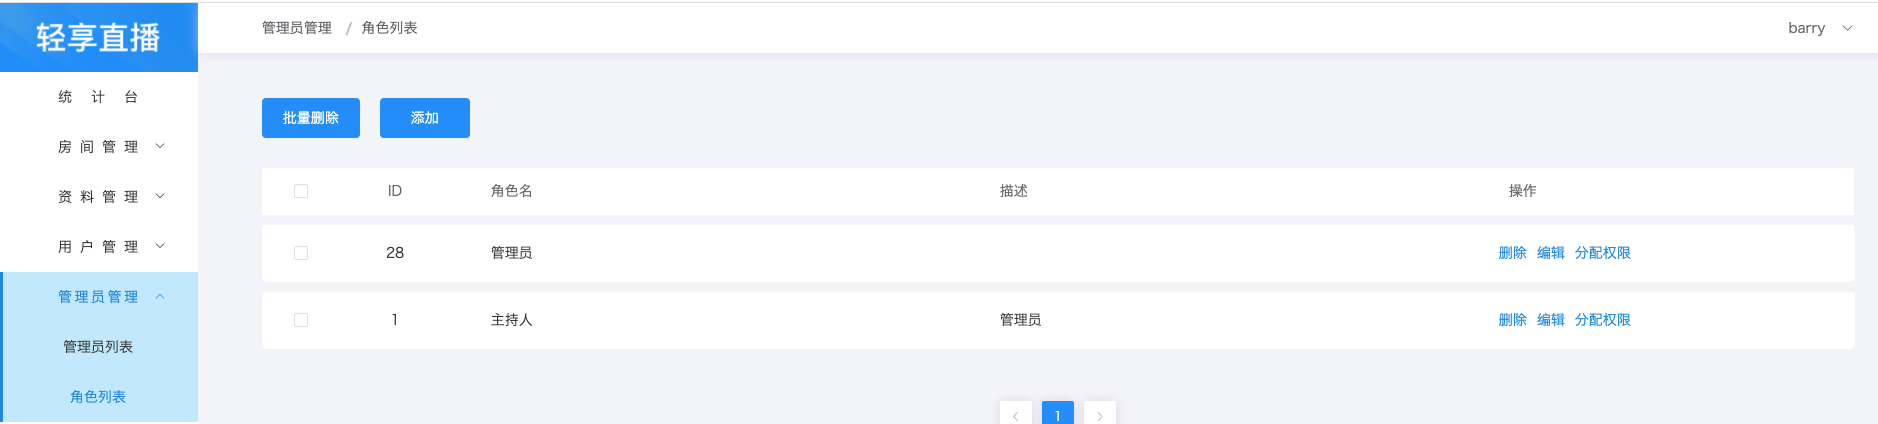 轻享直播
管理员管理 / 角色列表
barry
统计台
房间管理
资料管理
用户管理
管理员管理
管理员列表
角色列表
批量删除 添加
ID 角色名 描述 操作
28 管理员 删除 编辑 分配权限
1 主持人 管理员 删除 编辑 分配权限
1